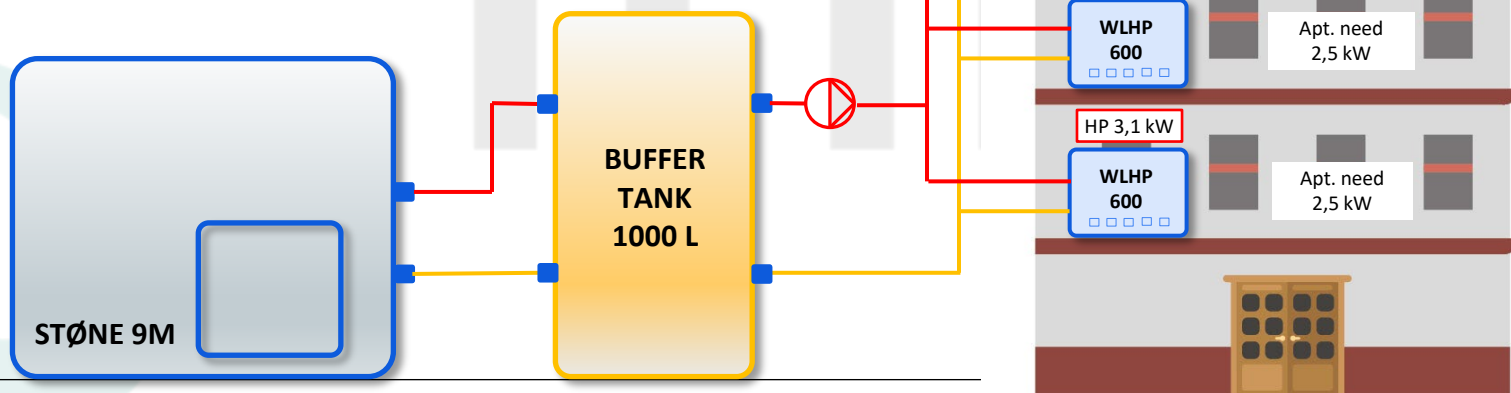 WLHP
600
Apt. need
2,5 kW
HP 3,1 kW
WLHP
600
Apt. need
2,5 kW
BUFFER
TANK
1000 L
STØNE 9M